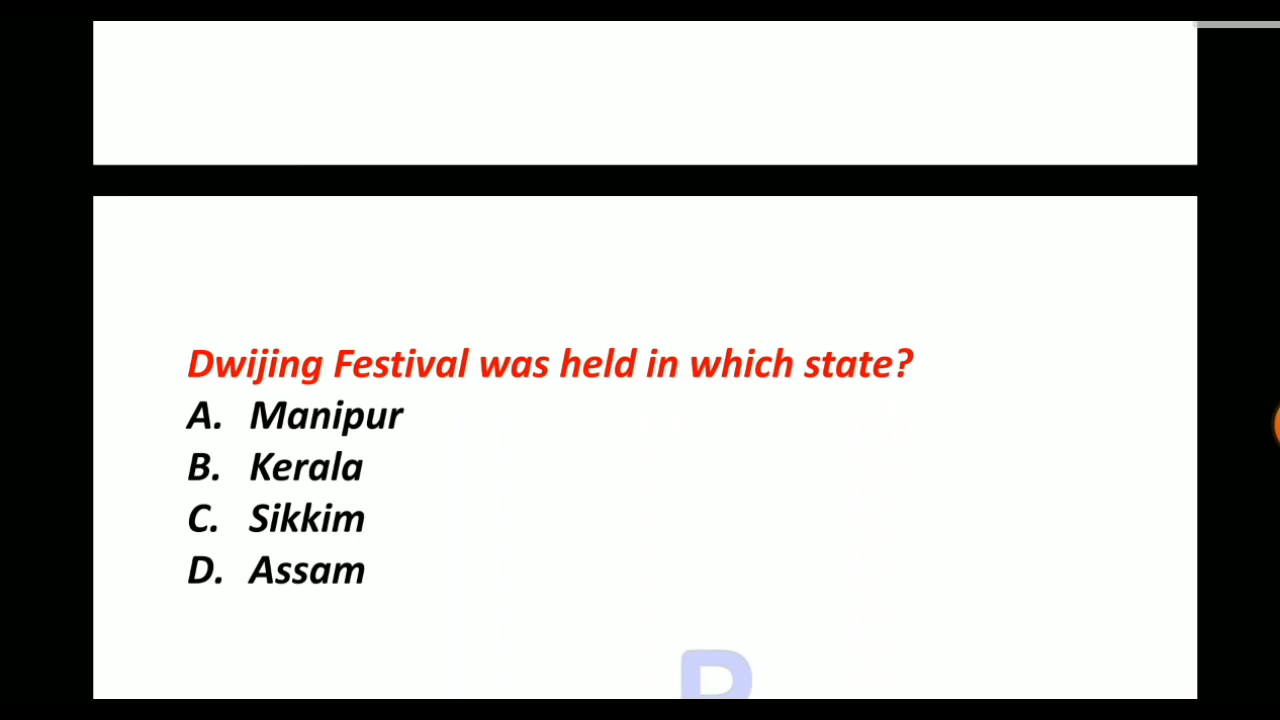 Dwijing Festival was held in which state?
A. Manipur
B. Kerala
C. Sikkim
D. Assam